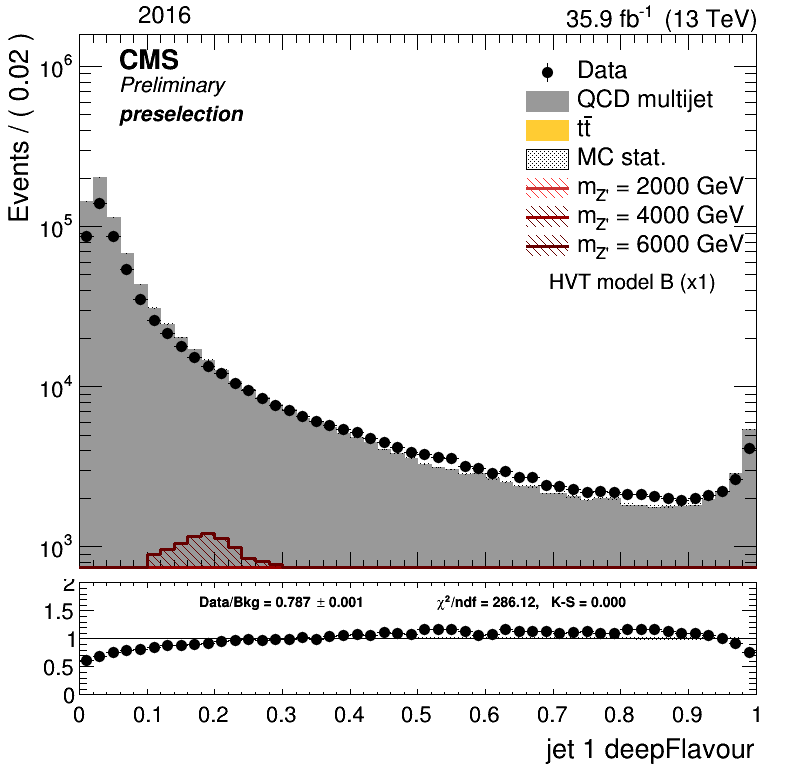 2016
35.9 fb⁻¹ (13 TeV)
CMS
Preliminary
preselection
Data
QCD multijet
tt̄
MC stat.
m_Z' = 2000 GeV
m_Z' = 4000 GeV
m_Z' = 6000 GeV
HVT model B (x1)
Events / ( 0.02 )
10⁶
10⁵
10⁴
10³
2
1.5
1
0.5
0
Data/Bkg = 0.787 ± 0.001 χ²/ndf = 286.12, K-S = 0.000
0 0.1 0.2 0.3 0.4 0.5 0.6 0.7 0.8 0.9 1
jet 1 deepFlavour